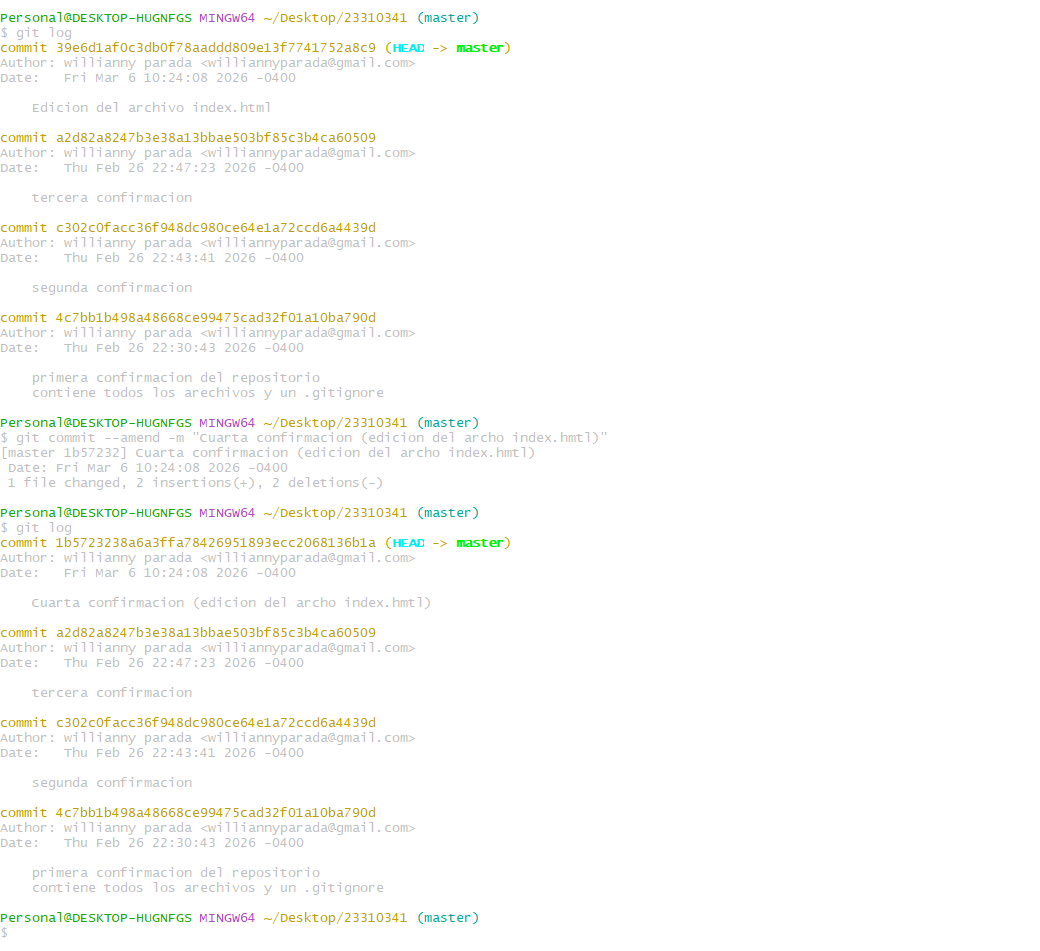 Personal@DESKTOP-HUGNFGS MINGW64 ~/Desktop/23310341 (master)
$ git log
commit 39e6d1af0c3db0f78aaddd809e13f7741752a8c9 (HEAD -> master)
Author: willianny parada <williannyparada@gmail.com>
Date:   Fri Mar 6 10:24:08 2026 -0400

    Edicion del archivo index.html

commit a2d82a8247b3e38a13bbae503bf85c3b4ca60509
Author: willianny parada <williannyparada@gmail.com>
Date:   Thu Feb 26 22:47:23 2026 -0400

    tercera confirmacion

commit c302c0facc36f948dc980ce64e1a72ccd6a4439d
Author: willianny parada <williannyparada@gmail.com>
Date:   Thu Feb 26 22:43:41 2026 -0400

    segunda confirmacion

commit 4c7bb1b498a48668ce99475cad32f01a10ba790d
Author: willianny parada <williannyparada@gmail.com>
Date:   Thu Feb 26 22:30:43 2026 -0400

    primera confirmacion del repositorio
    contiene todos los arechivos y un .gitignore

Personal@DESKTOP-HUGNFGS MINGW64 ~/Desktop/23310341 (master)
$ git commit --amend -m "Cuarta confirmacion (edicion del archo index.hmtl)"
[master 1b57232] Cuarta confirmacion (edicion del archo index.hmtl)
 Date: Fri Mar 6 10:24:08 2026 -0400
 1 file changed, 2 insertions(+), 2 deletions(-)

Personal@DESKTOP-HUGNFGS MINGW64 ~/Desktop/23310341 (master)
$ git log
commit 1b5723238a6a3ffa78426951893ecc2068136b1a (HEAD -> master)
Author: willianny parada <williannyparada@gmail.com>
Date:   Fri Mar 6 10:24:08 2026 -0400

    Cuarta confirmacion (edicion del archo index.hmtl)

commit a2d82a8247b3e38a13bbae503bf85c3b4ca60509
Author: willianny parada <williannyparada@gmail.com>
Date:   Thu Feb 26 22:47:23 2026 -0400

    tercera confirmacion

commit c302c0facc36f948dc980ce64e1a72ccd6a4439d
Author: willianny parada <williannyparada@gmail.com>
Date:   Thu Feb 26 22:43:41 2026 -0400

    segunda confirmacion

commit 4c7bb1b498a48668ce99475cad32f01a10ba790d
Author: willianny parada <williannyparada@gmail.com>
Date:   Thu Feb 26 22:30:43 2026 -0400

    primera confirmacion del repositorio
    contiene todos los arechivos y un .gitignore

Personal@DESKTOP-HUGNFGS MINGW64 ~/Desktop/23310341 (master)
$